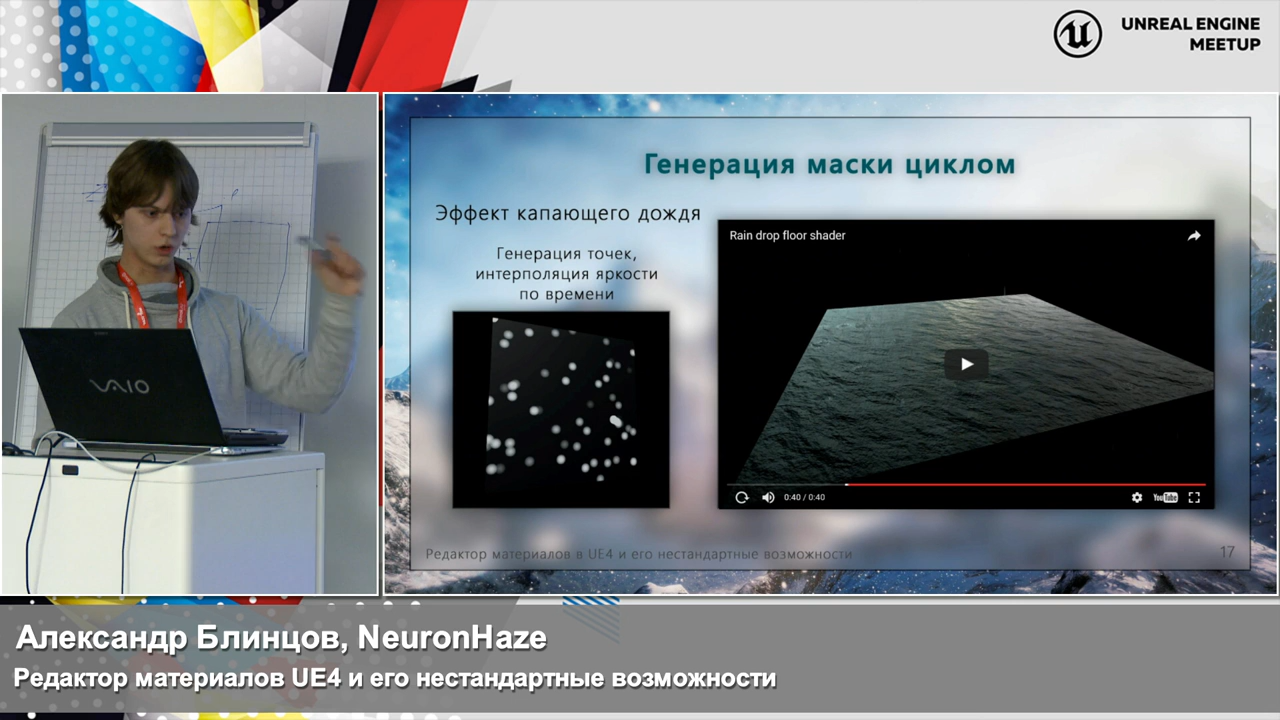 UNREAL ENGINE
MEETUP
Генерация маски циклом
Эффект капающего дождя
Генерация точек,
интерполяция яркости
по времени
Rain drop floor shader
0:40 / 0:40
YouTube
Редактор материалов в UE4 и его нестандартные возможности
17
VAIO
Александр Блинцов, NeuronHaze
Редактор материалов UE4 и его нестандартные возможности